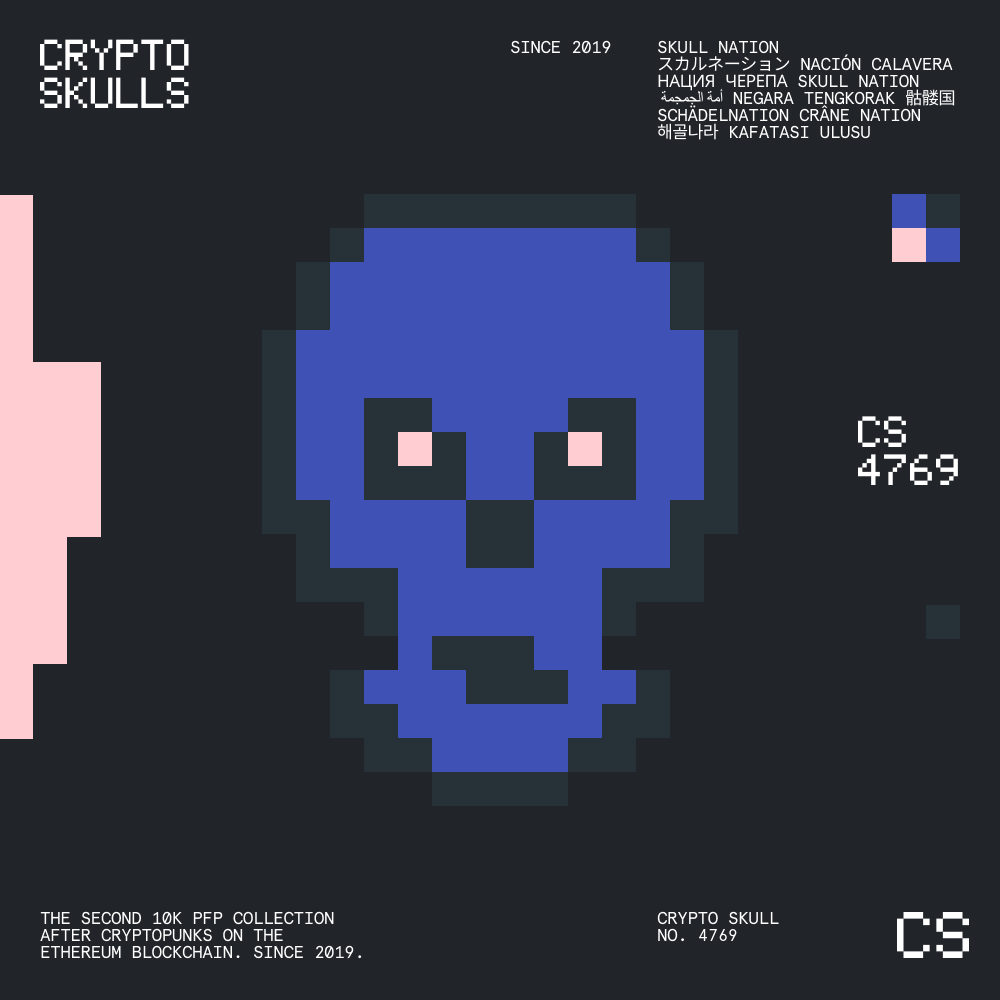 CRYPTO
SKULLS
SINCE 2019
SKULL NATION
スカルネーション NACIÓN CALAVERA
НАЦИЯ ЧЕРЕПА SKULL NATION
أمة الجمجمة NEGARA TENGKORAK 骷髅国
SCHÄDELNATION CRÂNE NATION
해골나라 KAFATASI ULUSU
CS
4769
THE SECOND 10K PFP COLLECTION
AFTER CRYPTOPUNKS ON THE
ETHEREUM BLOCKCHAIN. SINCE 2019.
CRYPTO SKULL
NO. 4769
CS